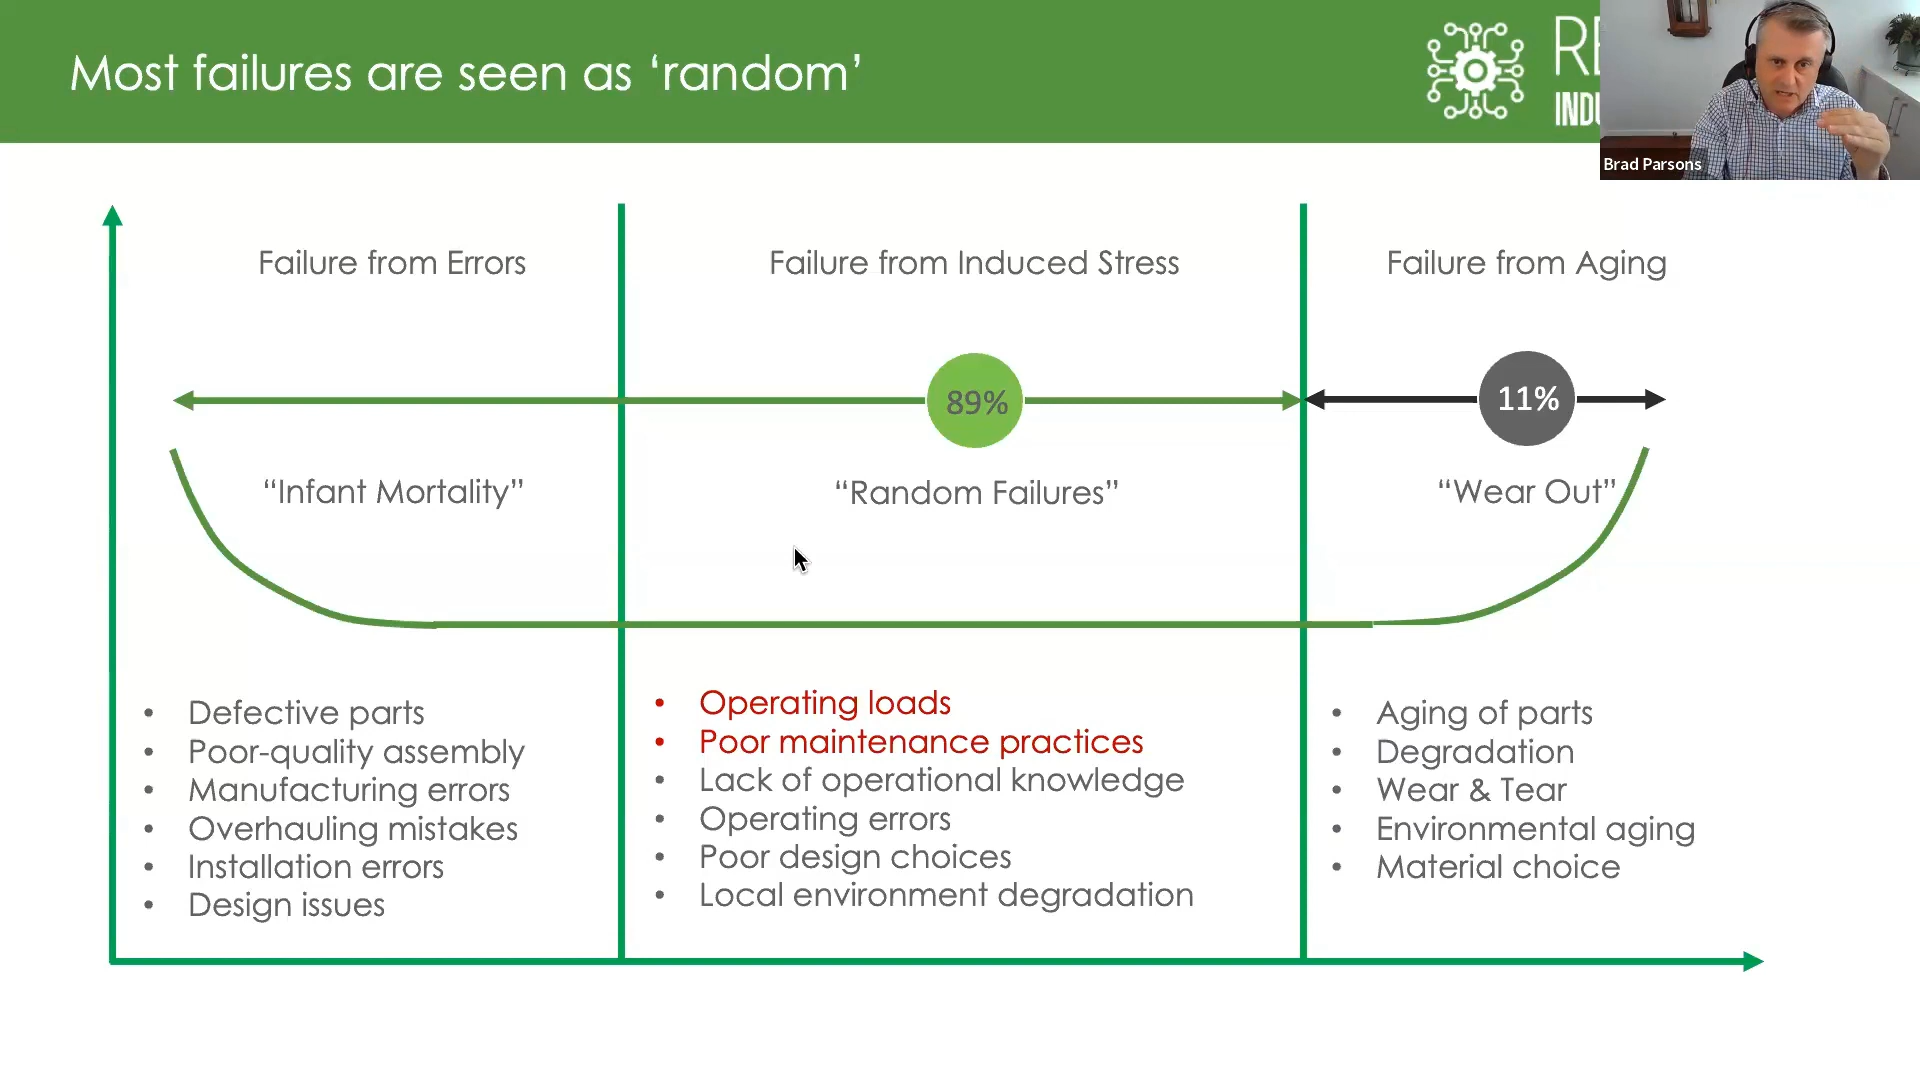 Most failures are seen as ‘random’
Brad Parsons
Failure from Errors
Failure from Induced Stress
Failure from Aging
89%
11%
“Infant Mortality”
“Random Failures”
“Wear Out”
• Defective parts
• Poor-quality assembly
• Manufacturing errors
• Overhauling mistakes
• Installation errors
• Design issues
• Operating loads
• Poor maintenance practices
• Lack of operational knowledge
• Operating errors
• Poor design choices
• Local environment degradation
• Aging of parts
• Degradation
• Wear & Tear
• Environmental aging
• Material choice